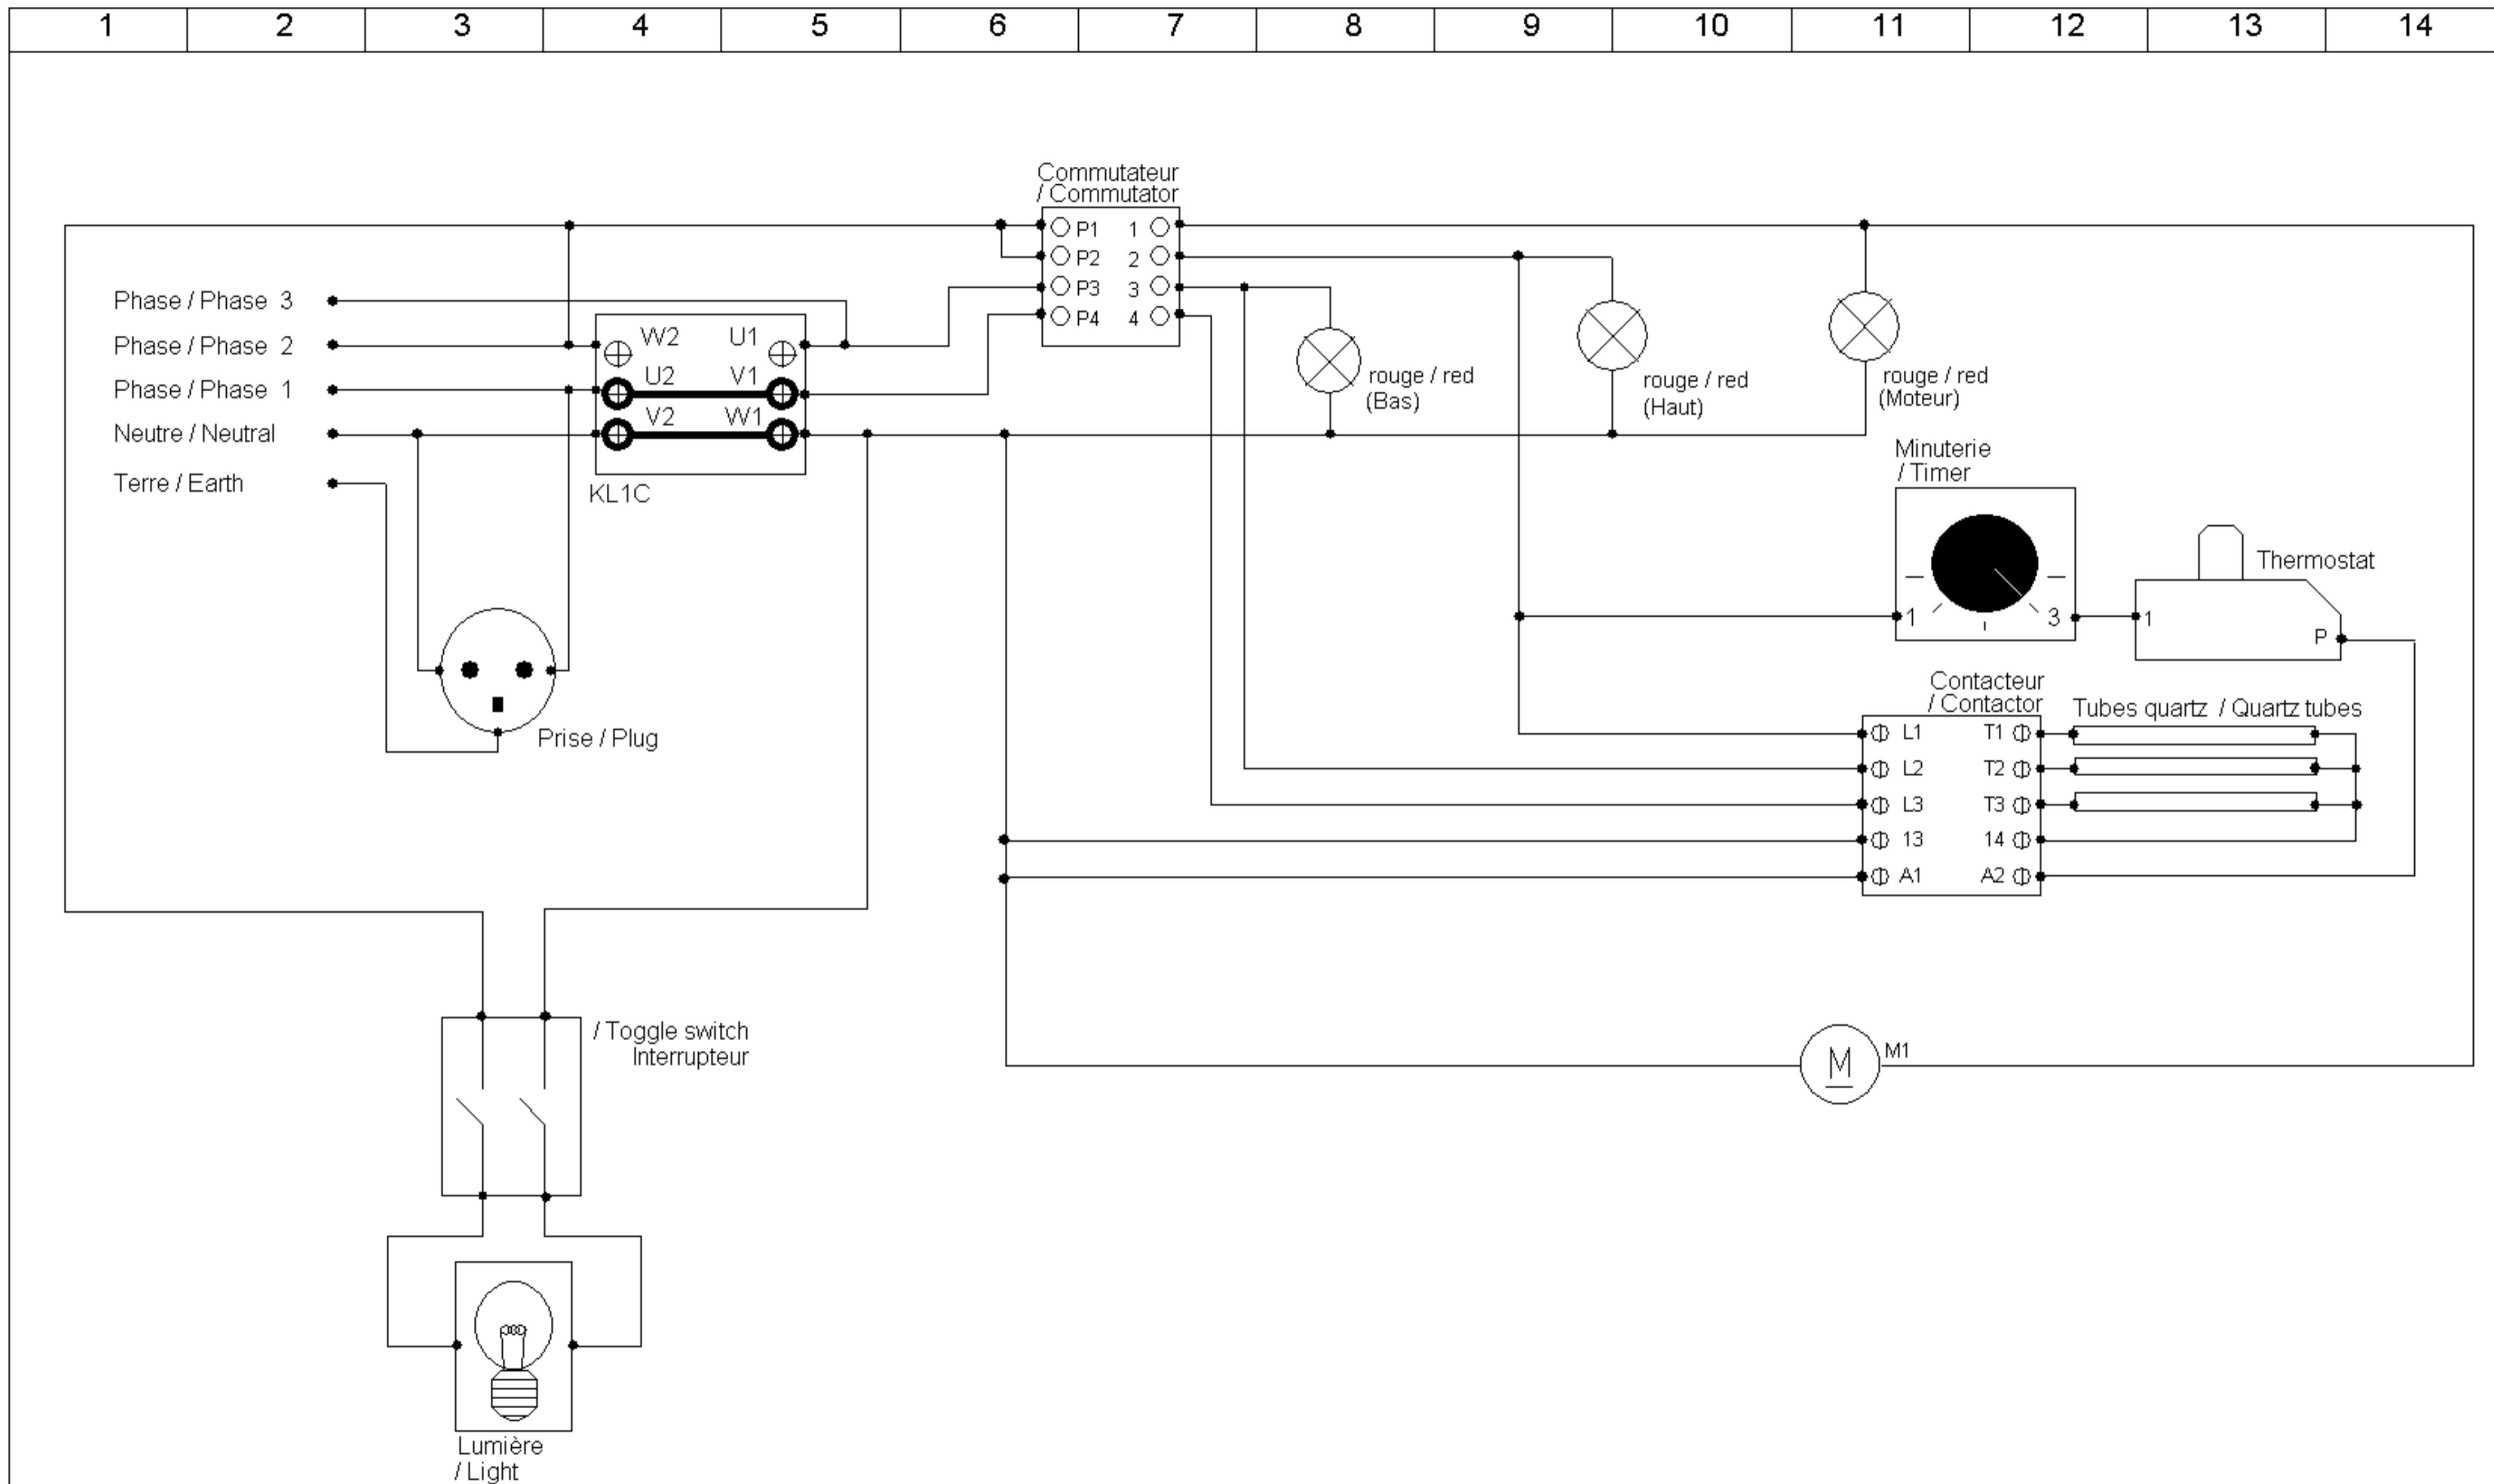 1 2 3 4 5 6 7 8 9 10 11 12 13 14
Commutateur
/ Commutator
P1 1
P2 2
P3 3
P4 4
Phase / Phase 3
Phase / Phase 2
Phase / Phase 1
Neutre / Neutral
Terre / Earth
W2 U1
U2 V1
V2 W1
KL1C
rouge / red
(Bas)
rouge / red
(Haut)
rouge / red
(Moteur)
Minuterie
/ Timer
1 3
Thermostat
1
P
Prise / Plug
Contacteur
/ Contactor
Tubes quartz / Quartz tubes
L1 T1
L2 T2
L3 T3
13 14
A1 A2
/ Toggle switch
Interrupteur
M
M1
Lumière
/ Light